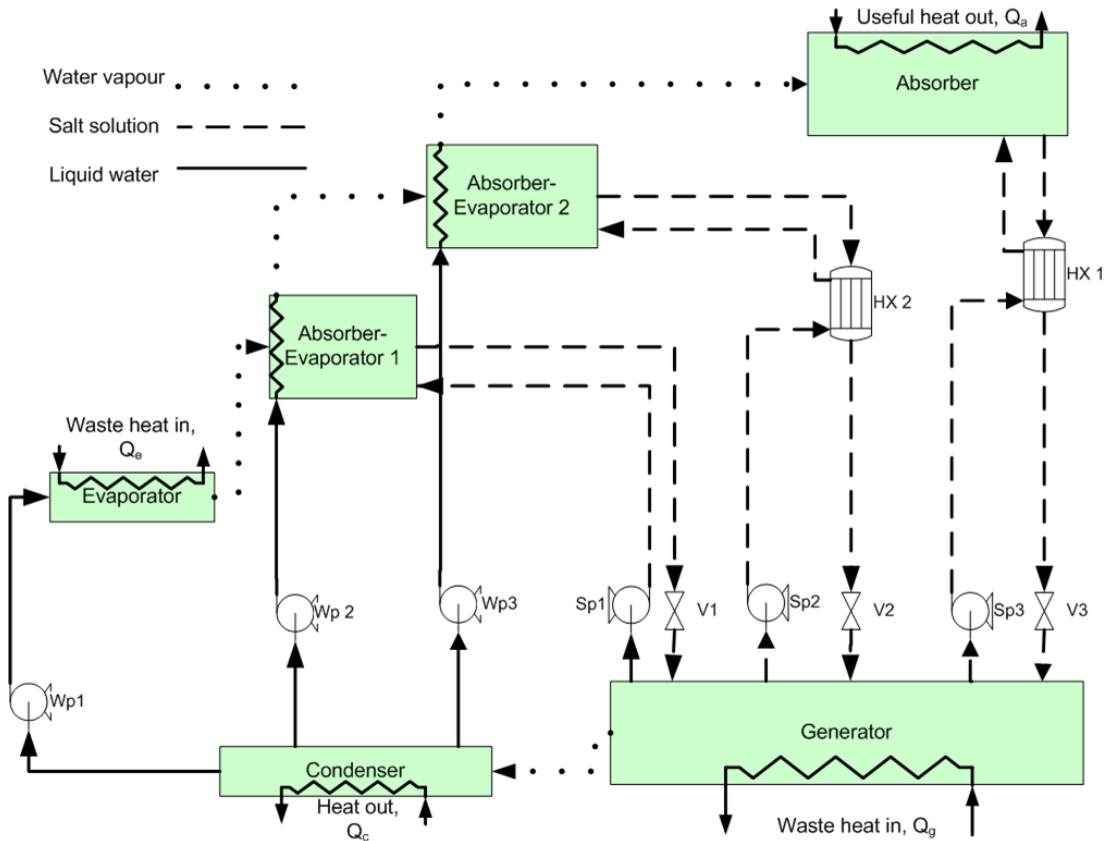 Useful heat out, Qa
Water vapour
Absorber
Salt solution
Liquid water
Absorber-
Evaporator 2
HX 1
HX 2
Absorber-
Evaporator 1
Waste heat in,
Qe
Evaporator
Wp 2
Wp3
Sp1
V1
Sp2
V2
Sp3
V3
Wp1
Generator
Condenser
Heat out,
Qc
Waste heat in, Qg